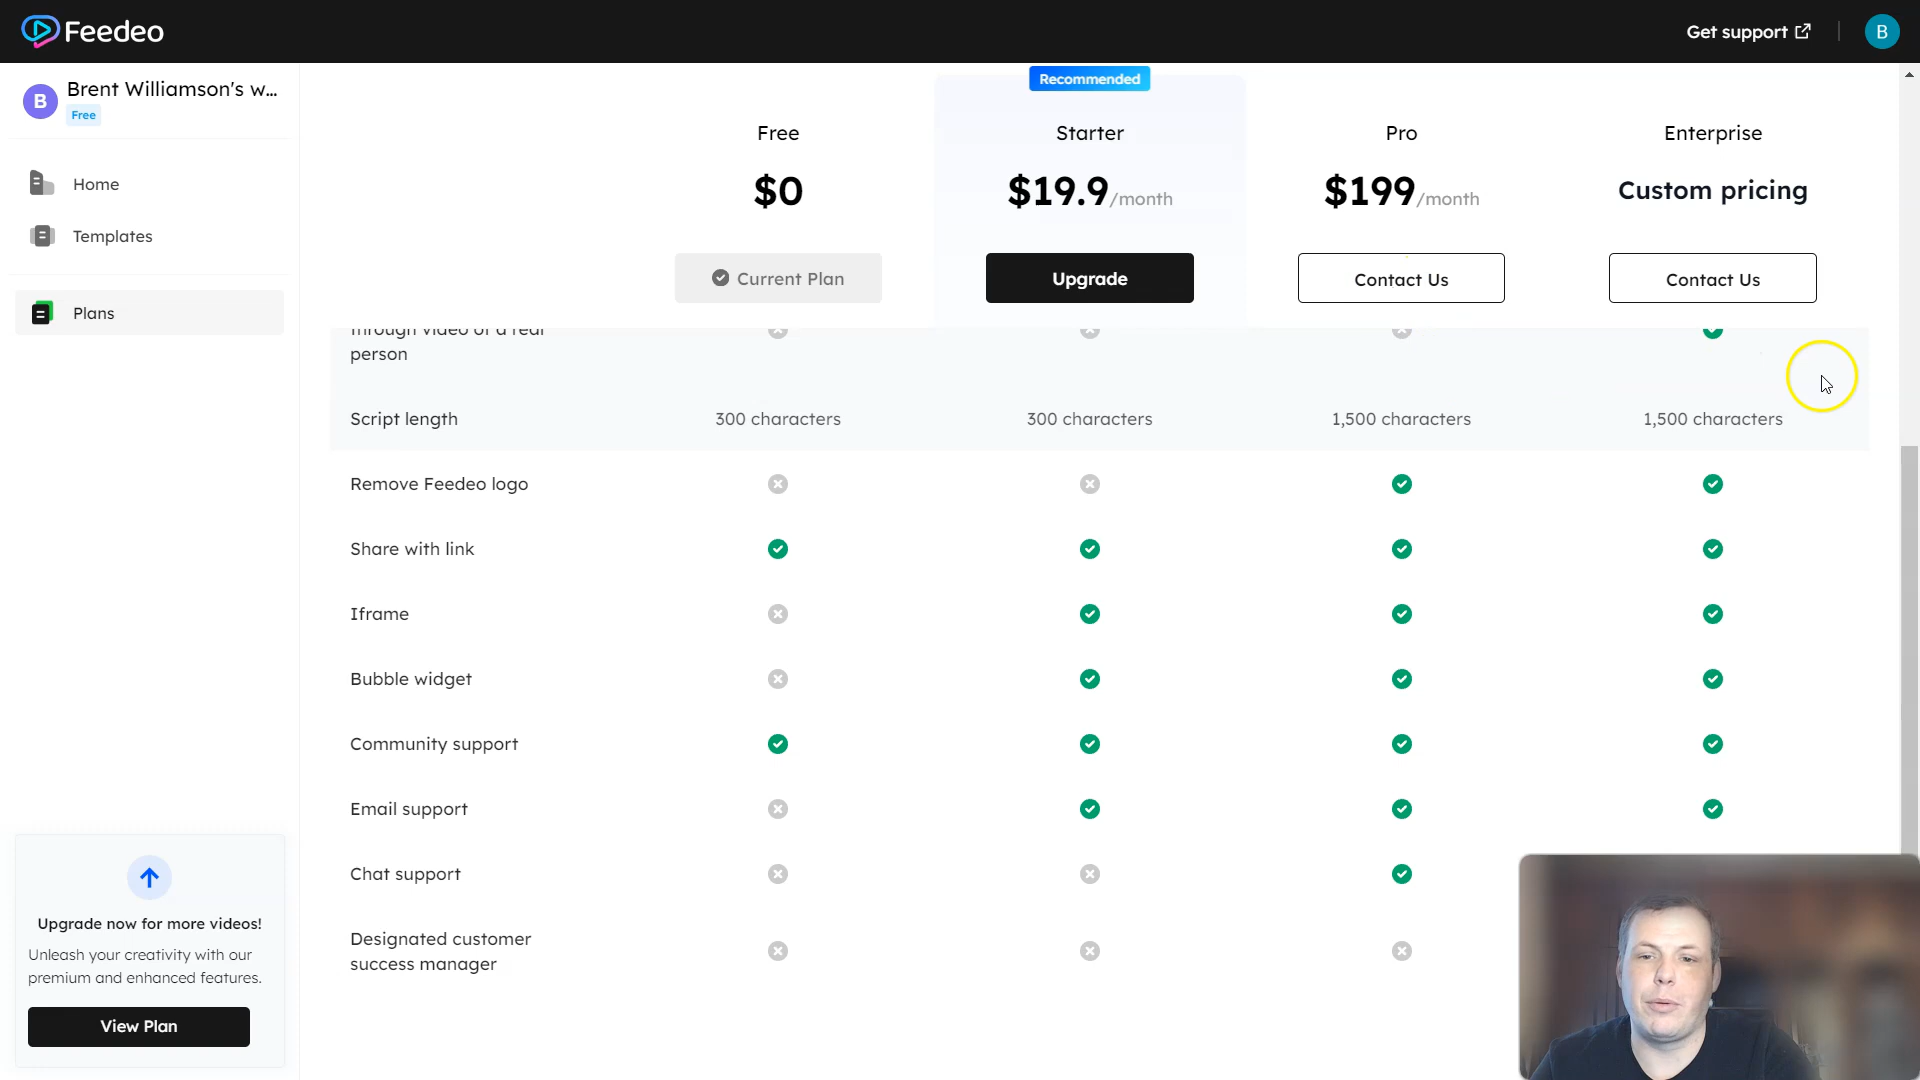 Feedeo
Get support
B
B
Brent Williamson's w...
Free
Home
Templates
Plans
Recommended
Free
Starter
Pro
Enterprise
$0
$19.9/month
$199/month
Custom pricing
Current Plan
Upgrade
Contact Us
Contact Us
through video of a real
person
Script length
300 characters
300 characters
1,500 characters
1,500 characters
Remove Feedeo logo
Share with link
Iframe
Bubble widget
Community support
Email support
Chat support
Designated customer
success manager
Upgrade now for more videos!
Unleash your creativity with our
premium and enhanced features.
View Plan